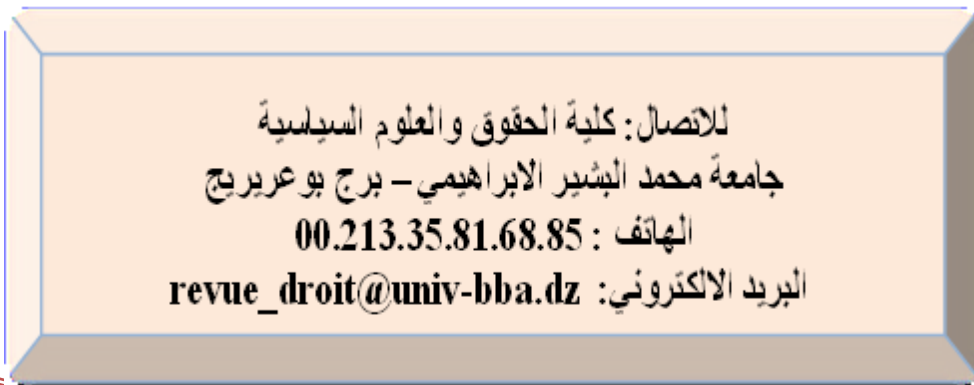 للاتصال: كلية الحقوق والعلوم السياسية
جامعة محمد البشير الابراهيمي – برج بوعريريج
الهاتف : 00.213.35.81.68.85
البريد الالكتروني: revue_droit@univ-bba.dz